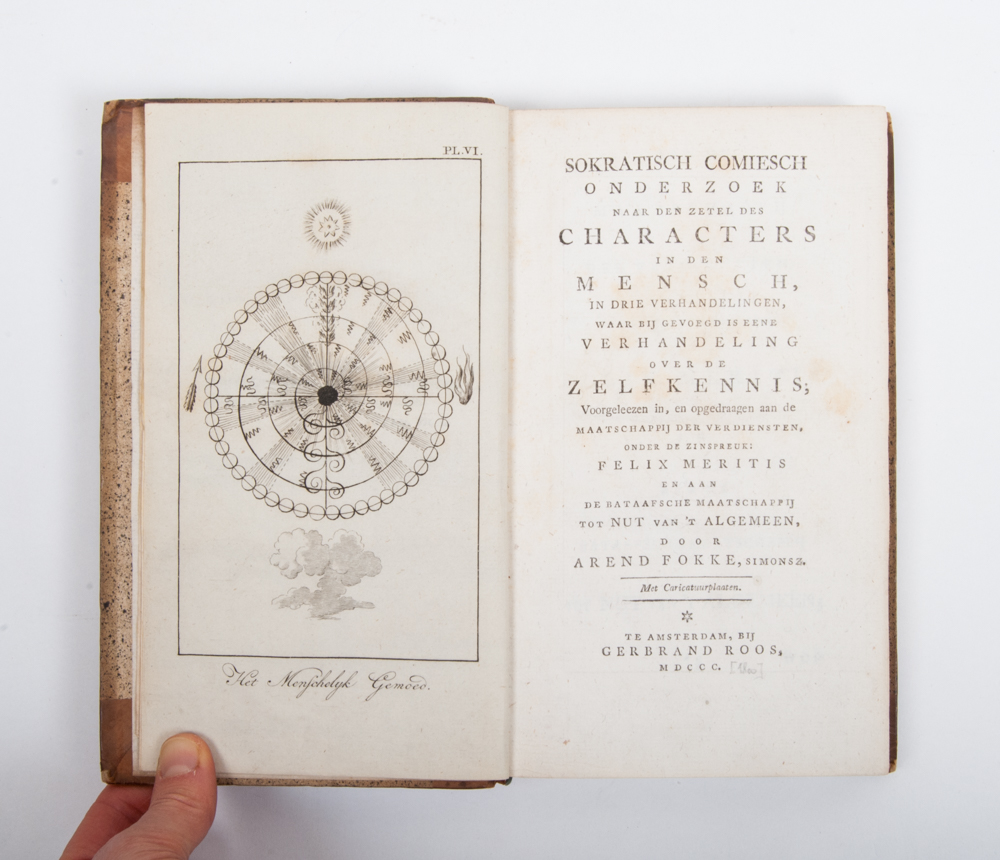 PL.VI.
Het Menschelyk Gemoed.
SOKRATISCH COMIESCH
ONDERZOEK
NAAR DEN ZETEL DES
CHARACTERS
IN DEN
MENSCH,
IN DRIE VERHANDELINGEN,
WAAR BIJ GEVOEGD IS EENE
VERHANDELING
OVER DE
ZELFKENNIS;
Voorgeleezen in, en opgedraagen aan de
MAATSCHAPPIJ DER VERDIENSTEN,
ONDER DE ZINSPREUK:
FELIX MERITIS
EN AAN
DE BATAAFSCHE MAATSCHAPPIJ
TOT NUT VAN 'T ALGEMEEN,
DOOR
AREND FOKKE, SIMONSZ.
Met Caricatuurplaaten.
TE AMSTERDAM, BIJ
GERBRAND ROOS,
MDCCC. [1800]